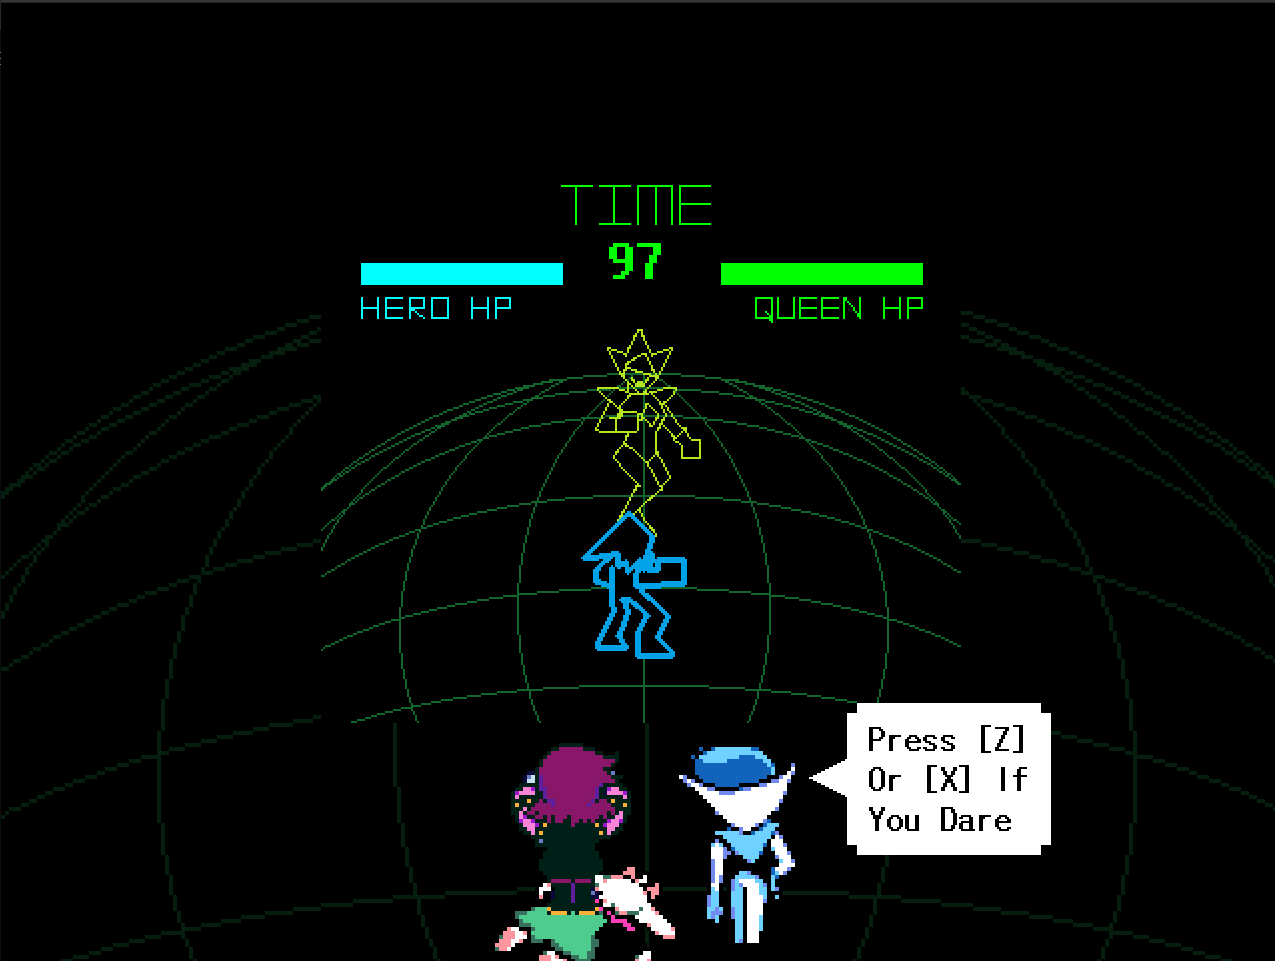 TIME
97
HERO HP
QUEEN HP
Press [Z]
Or [X] If
You Dare